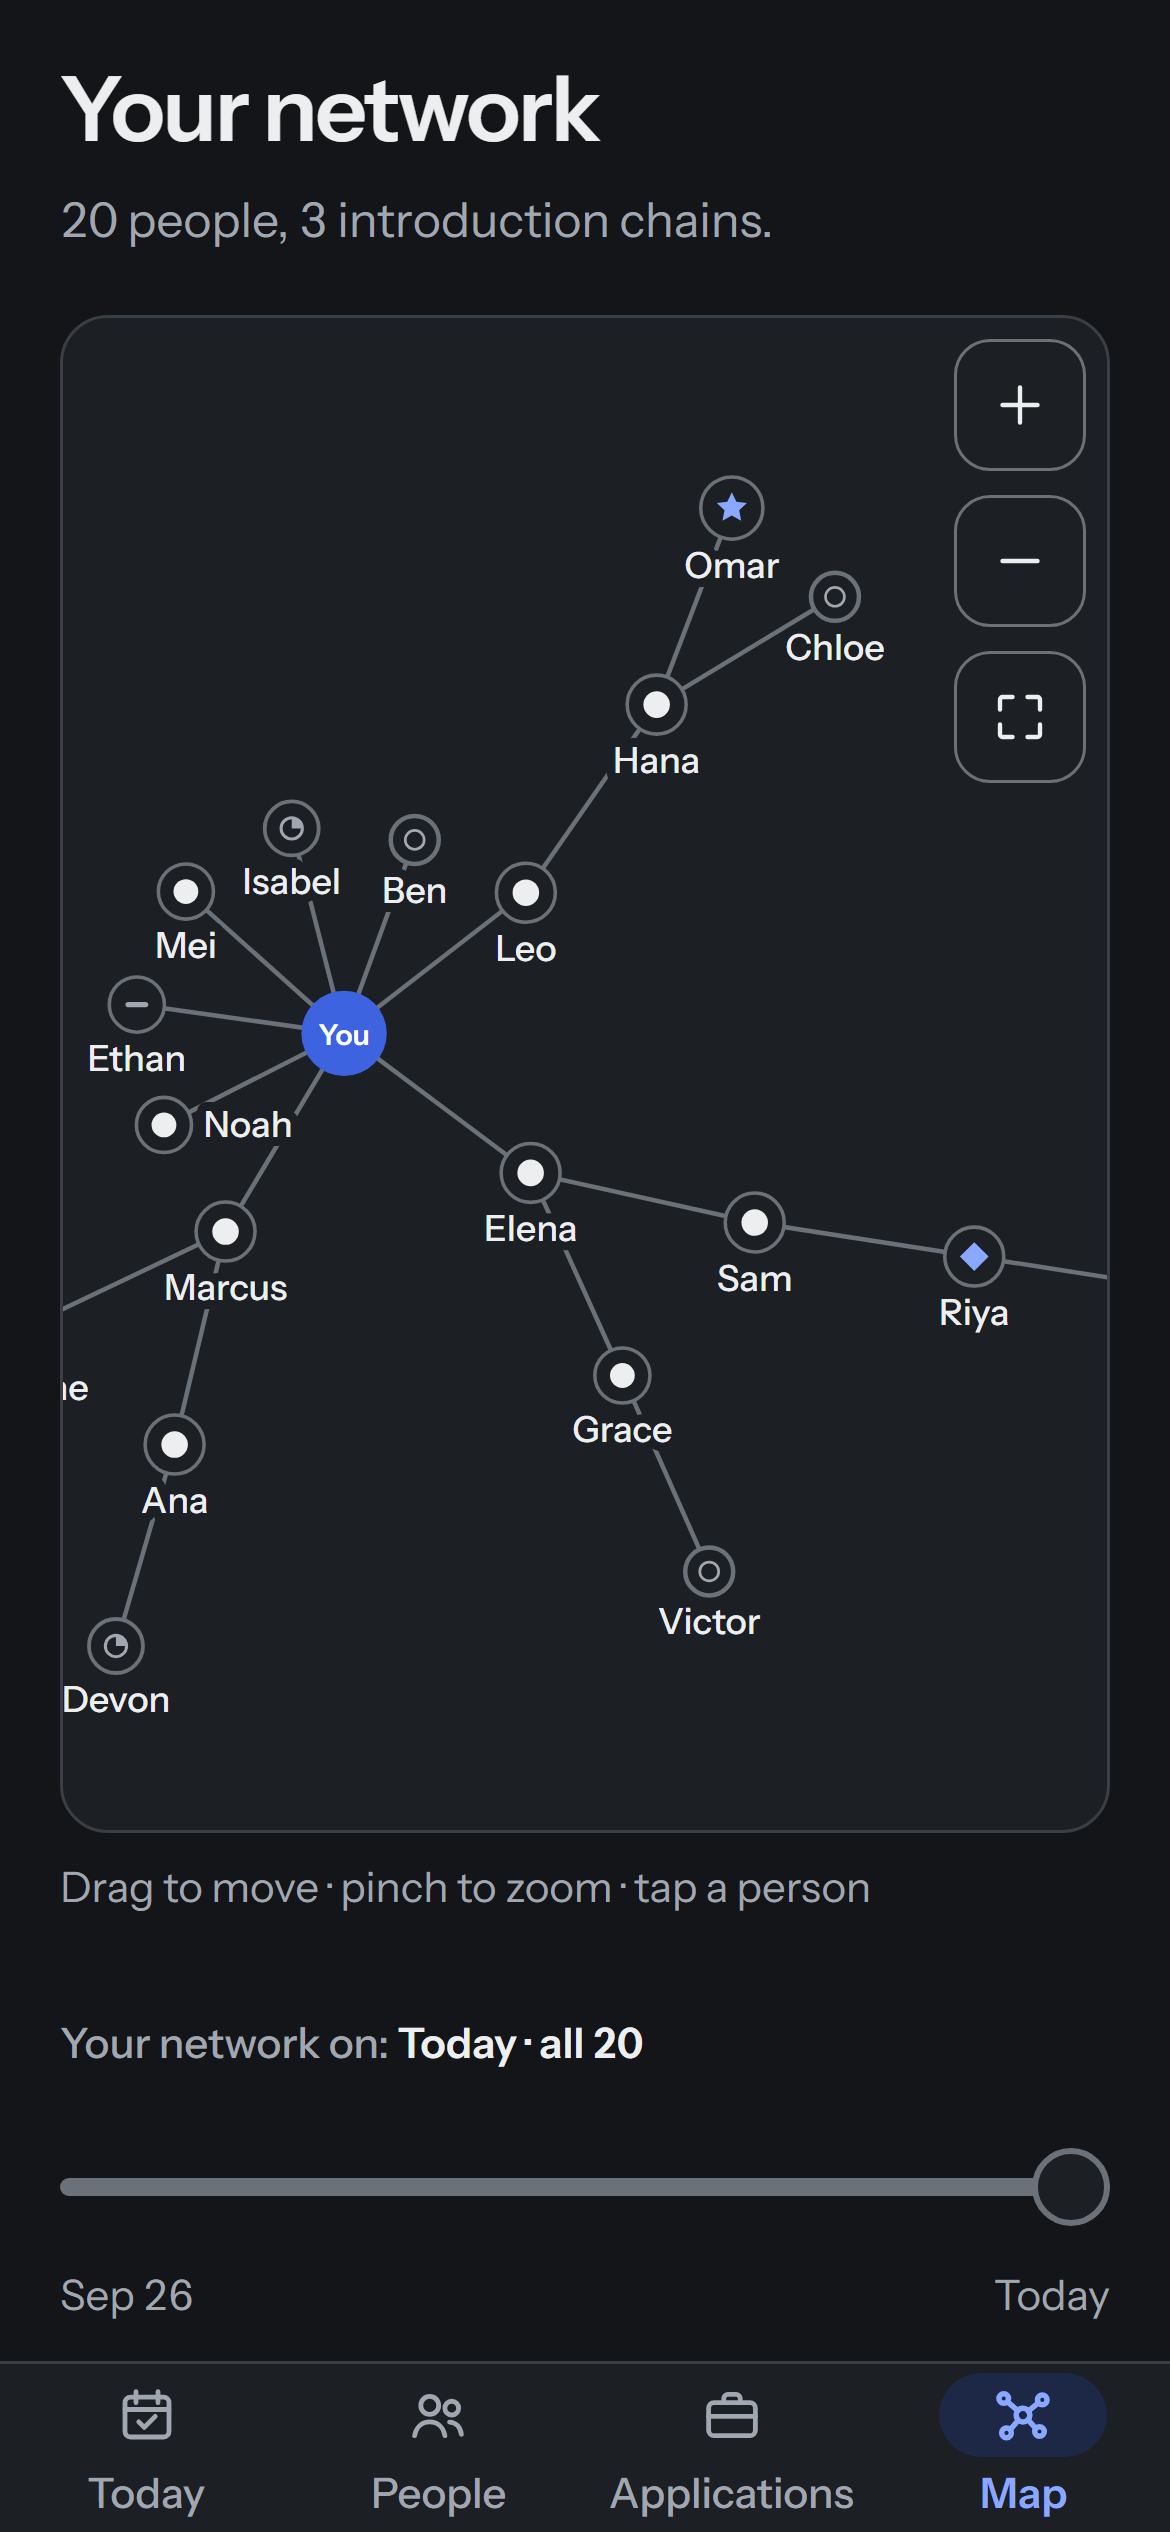 Your network
20 people, 3 introduction chains.
Omar
Chloe
Hana
Isabel
Ben
Mei
Leo
You
Ethan
Noah
Elena
Marcus
Sam
Riya
ne
Grace
Ana
Victor
Devon
Drag to move · pinch to zoom · tap a person
Your network on: Today · all 20
Sep 26
Today
Today
People
Applications
Map